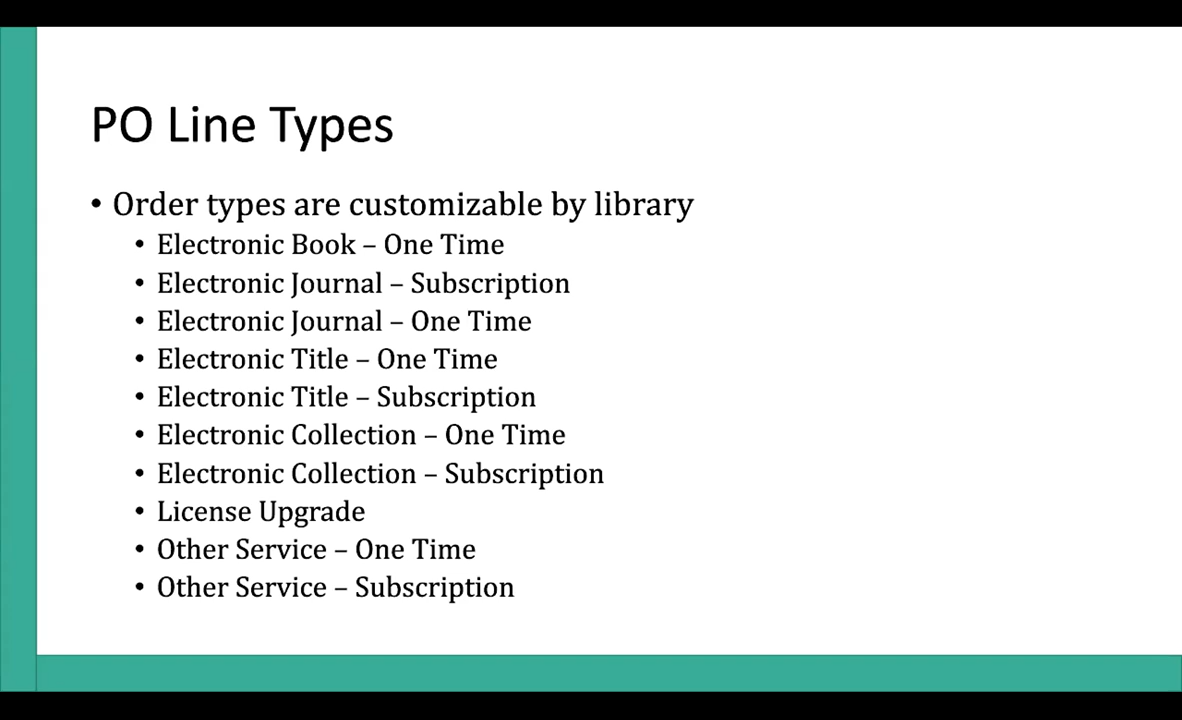 PO Line Types
• Order types are customizable by library
• Electronic Book – One Time
• Electronic Journal – Subscription
• Electronic Journal – One Time
• Electronic Title – One Time
• Electronic Title – Subscription
• Electronic Collection – One Time
• Electronic Collection – Subscription
• License Upgrade
• Other Service – One Time
• Other Service – Subscription